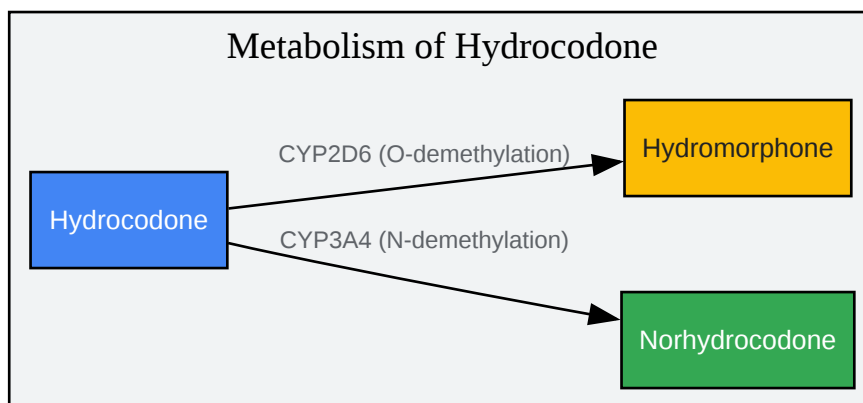 Metabolism of Hydrocodone
CYP2D6 (O-demethylation)
Hydromorphone
Hydrocodone
CYP3A4 (N-demethylation)
Norhydrocodone